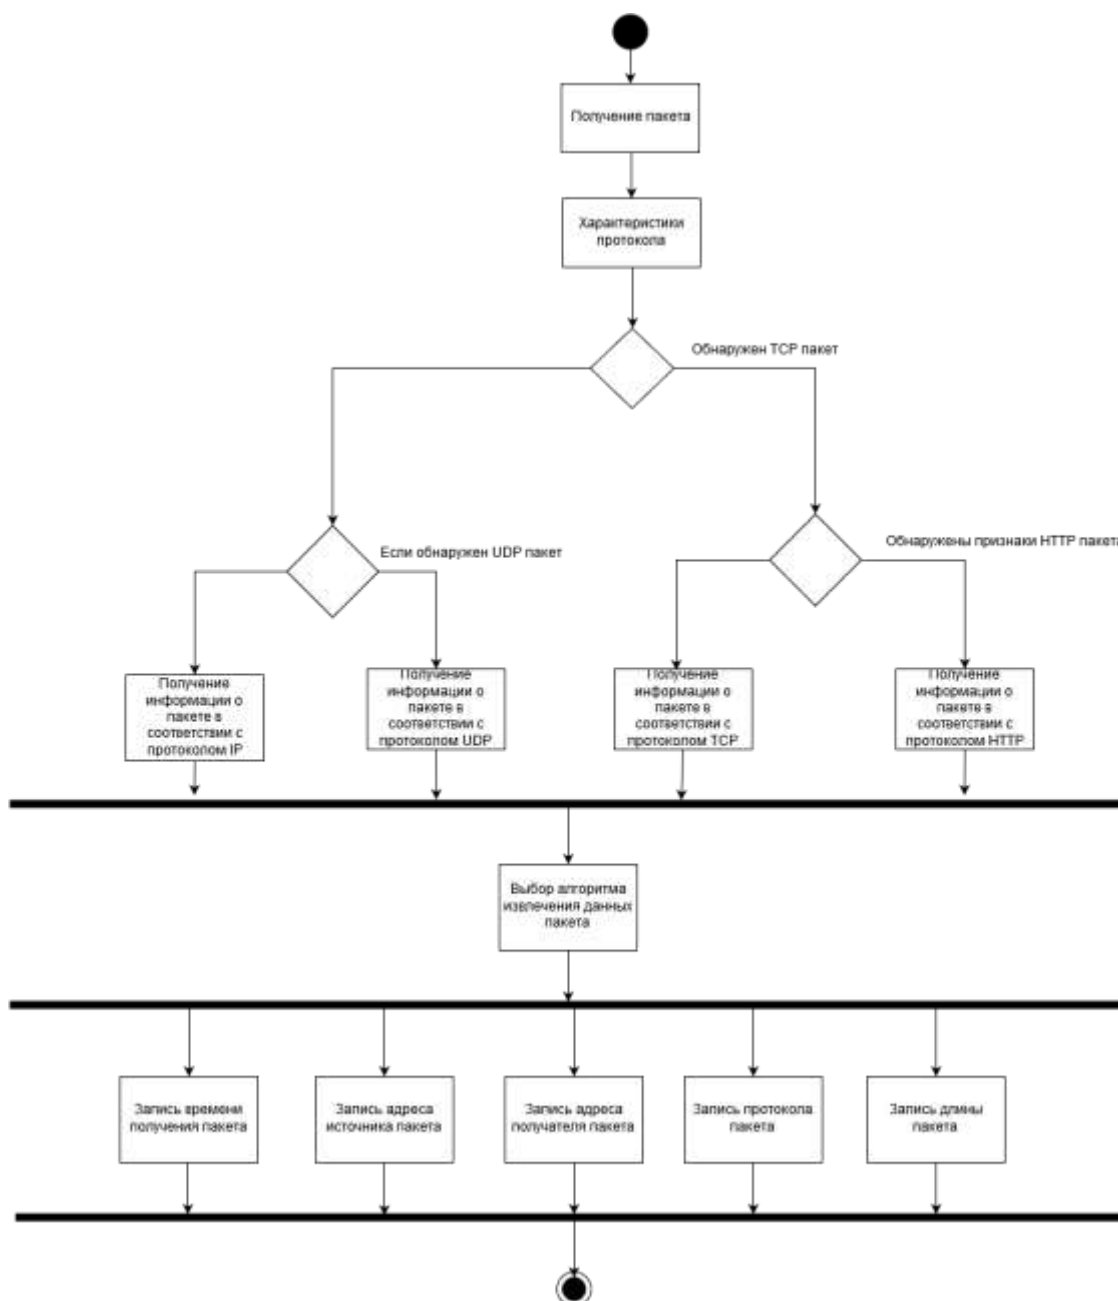 Получение пакета
Характеристики
протокола
Обнаружен TCP пакет
Если обнаружен UDP пакет
Обнаружены признаки HTTP пакета
Получение
информации о
пакете в
соответствии с
протоколом IP
Получение
информации о
пакете в
соответствии с
протоколом UDP
Получение
информации о
пакете в
соответствии с
протоколом TCP
Получение
информации о
пакете в
соответствии с
протоколом HTTP
Выбор алгоритма
извлечения данных
пакета
Запись времени
получения пакета
Запись адреса
источника пакета
Запись адреса
получателя пакета
Запись протокола
пакета
Запись длины
пакета